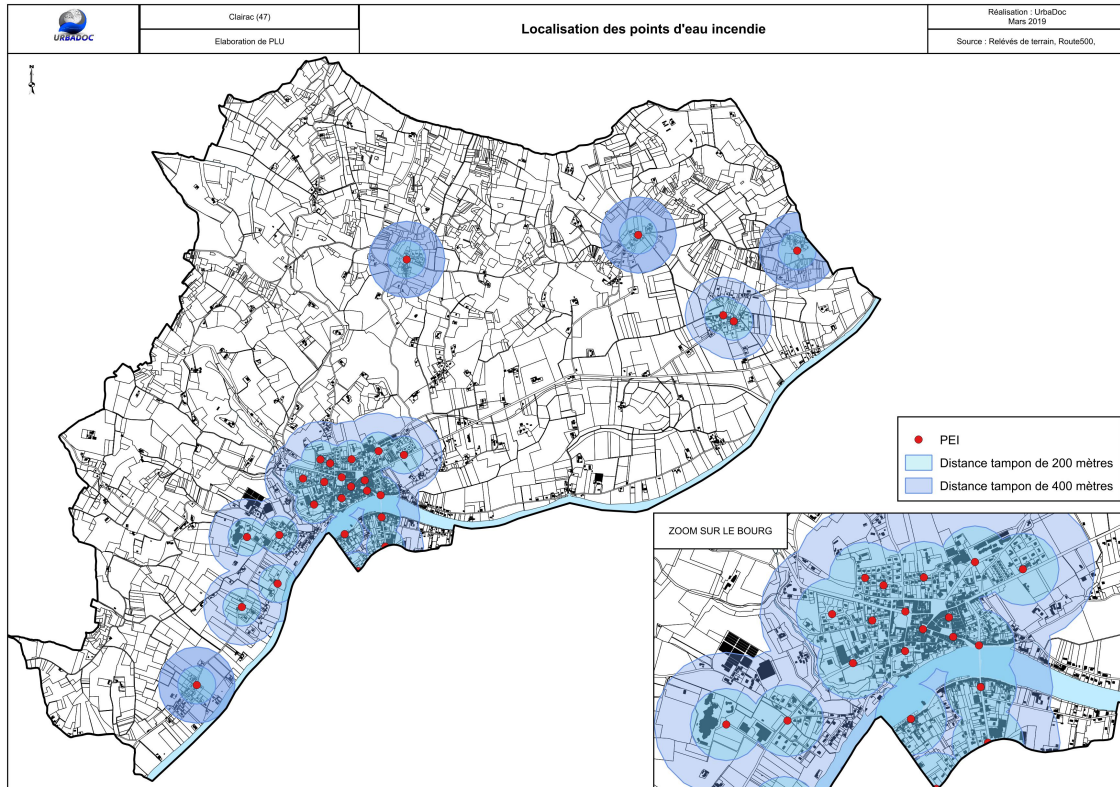 URBADOC
Clairac (47)
Elaboration de PLU
Localisation des points d'eau incendie
Réalisation : UrbaDoc
Mars 2019
Source : Relévés de terrain, Route500,
N
PEI
Distance tampon de 200 mètres
Distance tampon de 400 mètres
ZOOM SUR LE BOURG